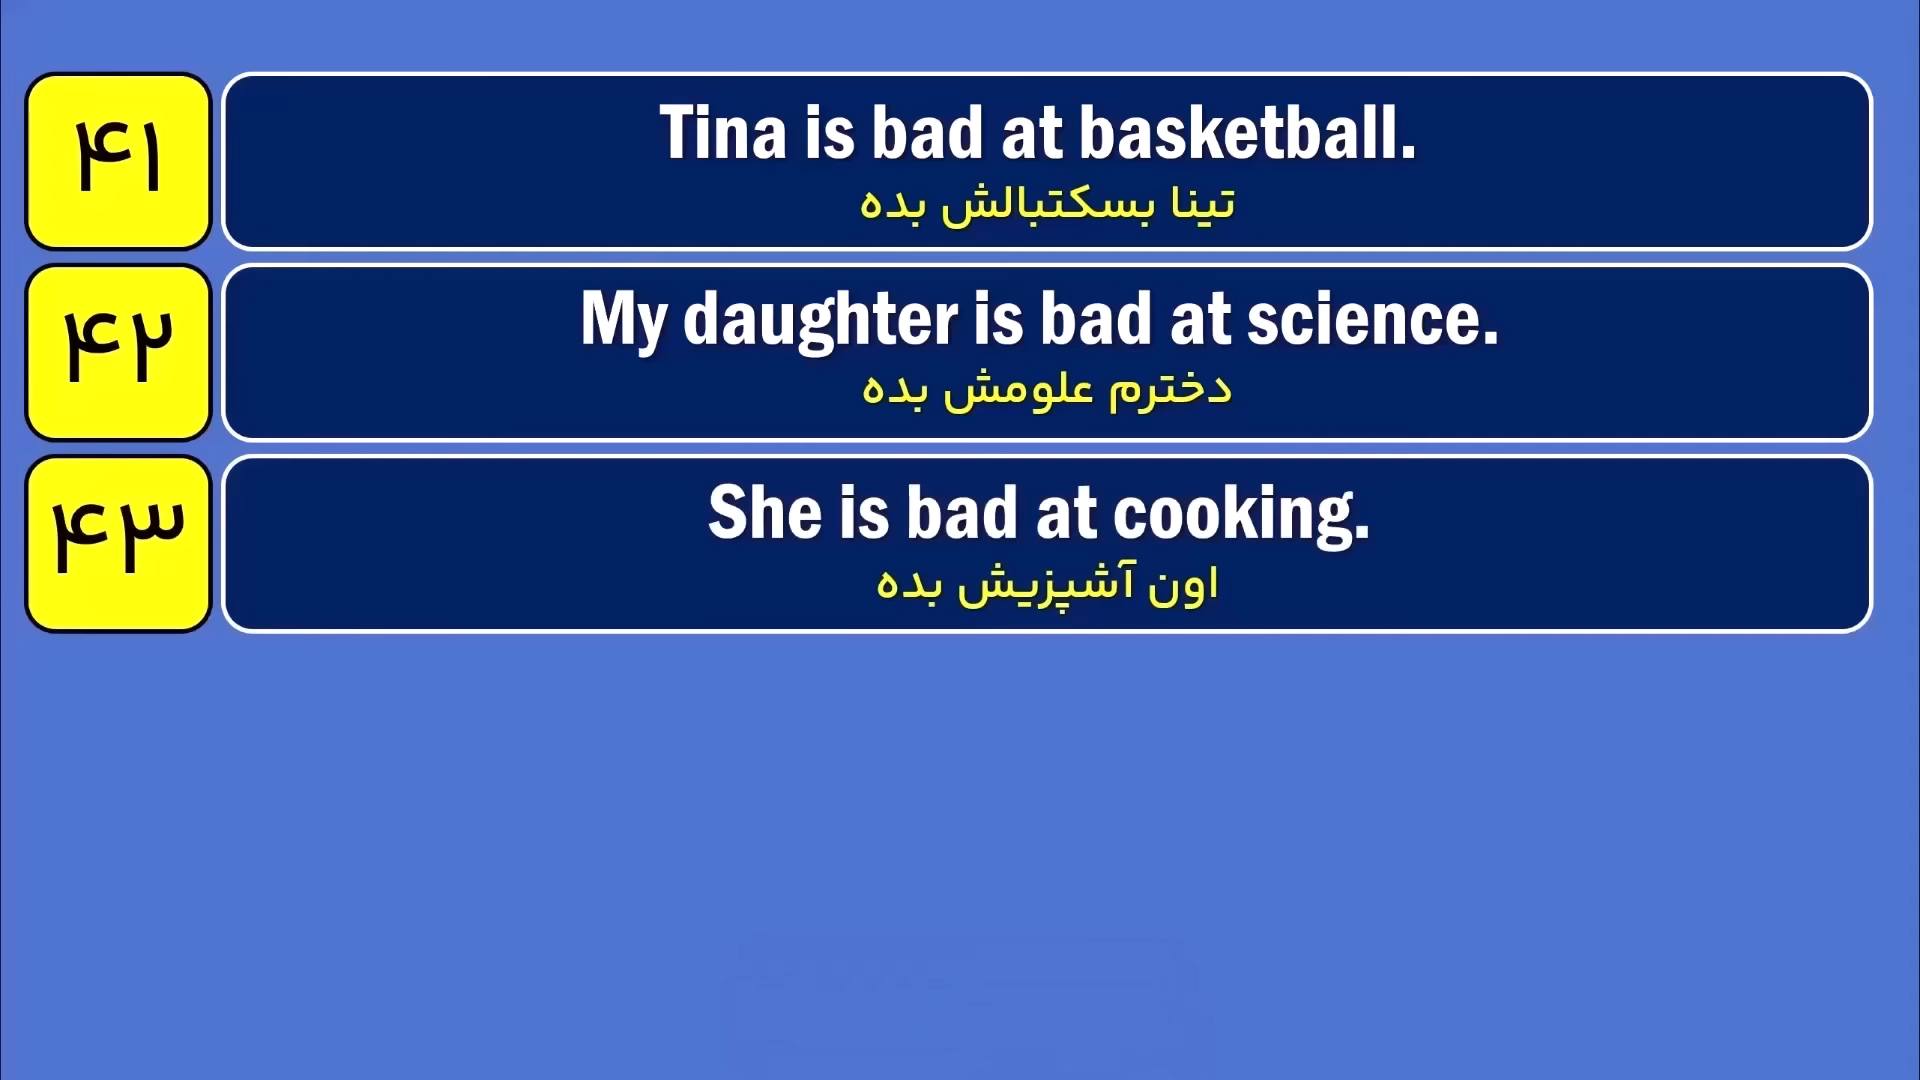 ۴۱
Tina is bad at basketball.
تینا بسکتبالش بده
۴۲
My daughter is bad at science.
دخترم علومش بده
۴۳
She is bad at cooking.
اون آشپزیش بده